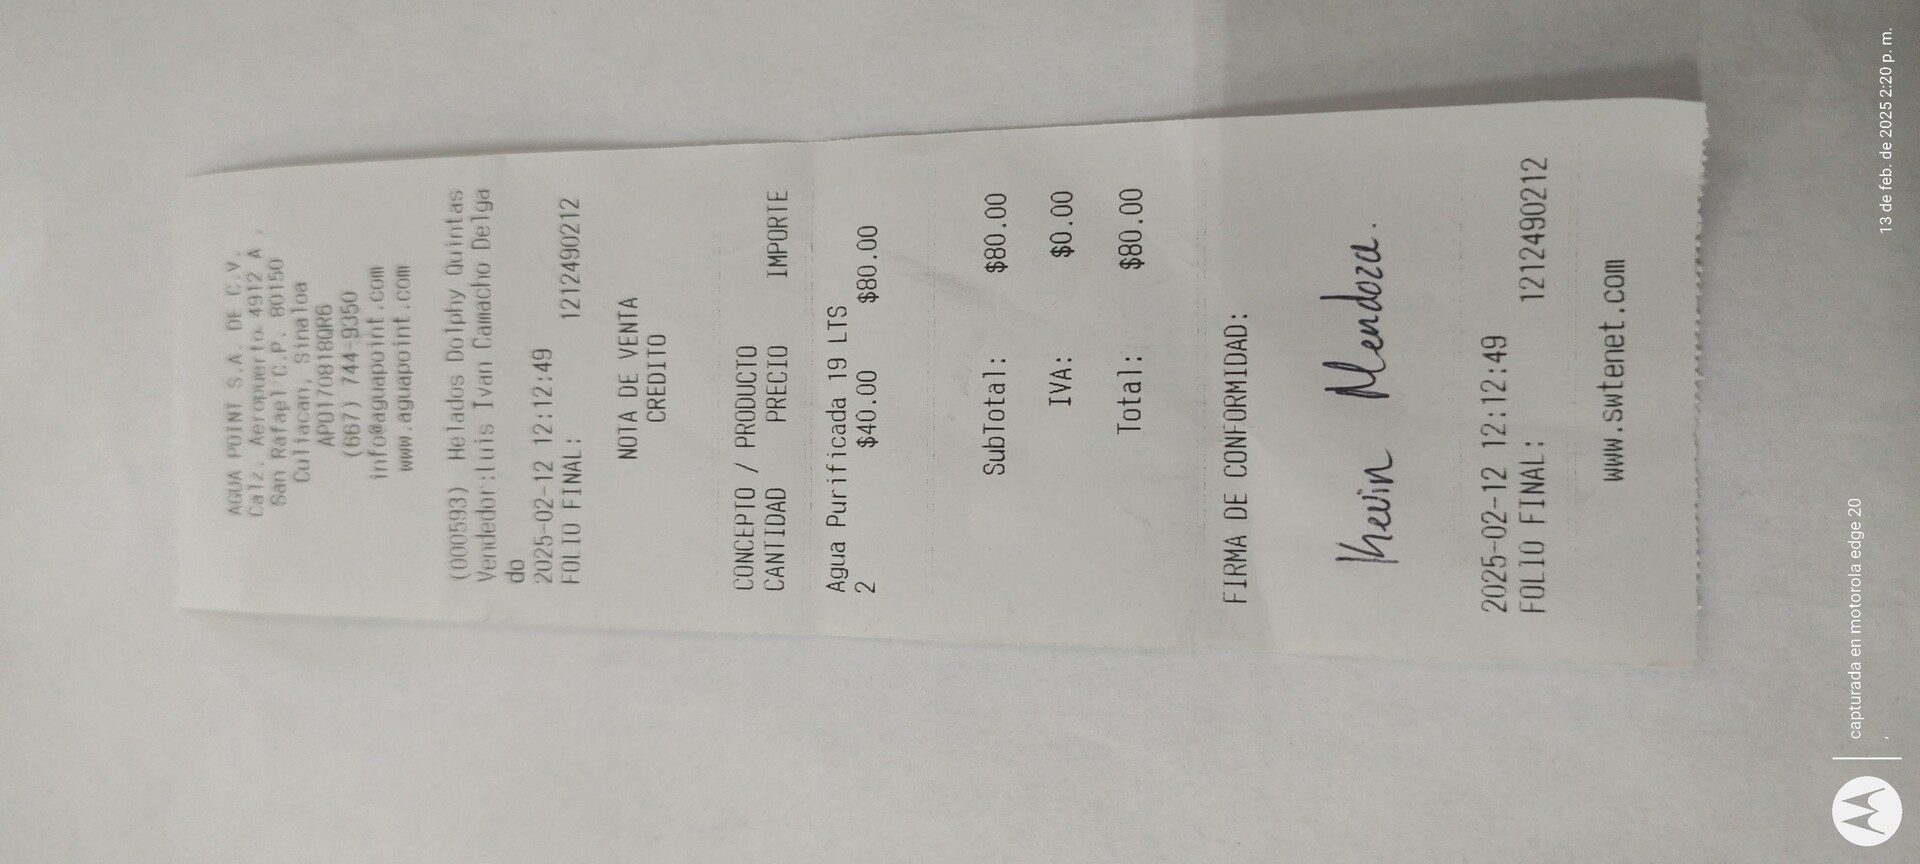 AGUA POINT S.A. DE C.V.
Calz. Aeropuerto 4912 A ,
San Rafael C.P. 80150
Culiacan, Sinaloa
APO170818QR6
(667) 744-9350
info@aguapoint.com
www.aguapoint.com
(000593) Helados Dolphy Quintas
Vendedor:Luis Ivan Camacho Delga
do
2025-02-12 12:12:49
FOLIO FINAL: 1212490212
NOTA DE VENTA
CREDITO
CONCEPTO / PRODUCTO
CANTIDAD PRECIO IMPORTE
Agua Purificada 19 LTS
2 $40.00 $80.00
SubTotal: $80.00
IVA: $0.00
Total: $80.00
FIRMA DE CONFORMIDAD:
Kevin Mendoza.
2025-02-12 12:12:49
FOLIO FINAL: 1212490212
www.swtenet.com
capturada en motorola edge 20
13 de feb. de 2025 2:20 p. m.